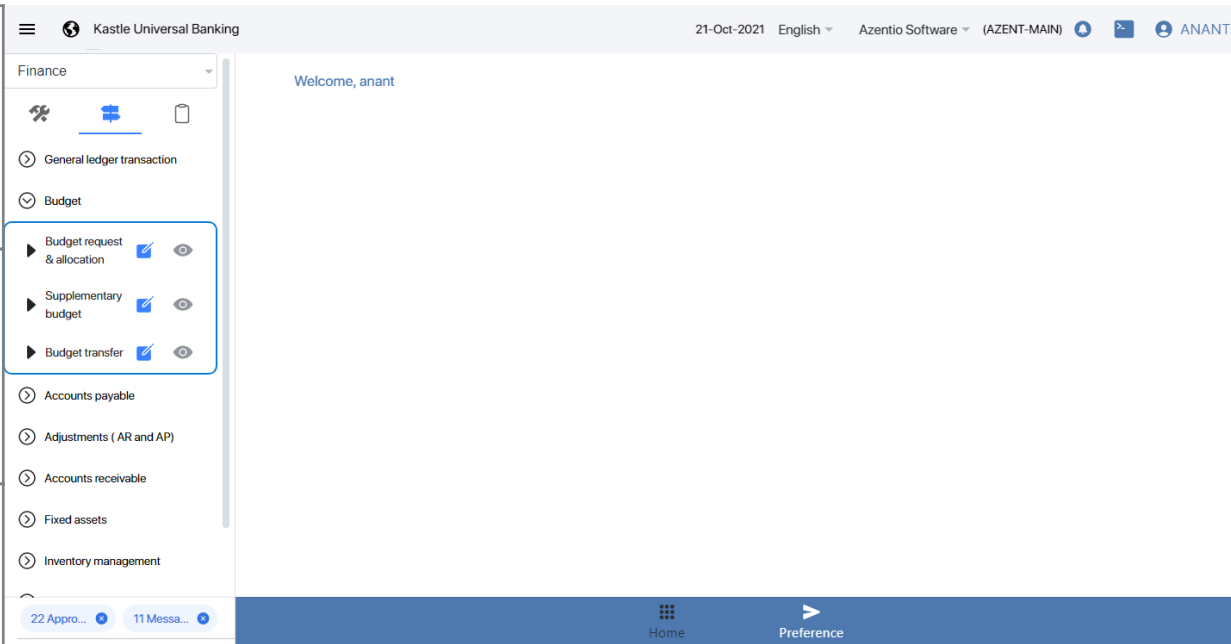 Kastle Universal Banking
21-Oct-2021 English Azentio Software (AZENT-MAIN) ANANT
Finance
Welcome, anant
General ledger transaction
Budget
Budget request
& allocation
Supplementary
budget
Budget transfer
Accounts payable
Adjustments ( AR and AP)
Accounts receivable
Fixed assets
Inventory management
22 Appro... 11 Messa...
Home
Preference